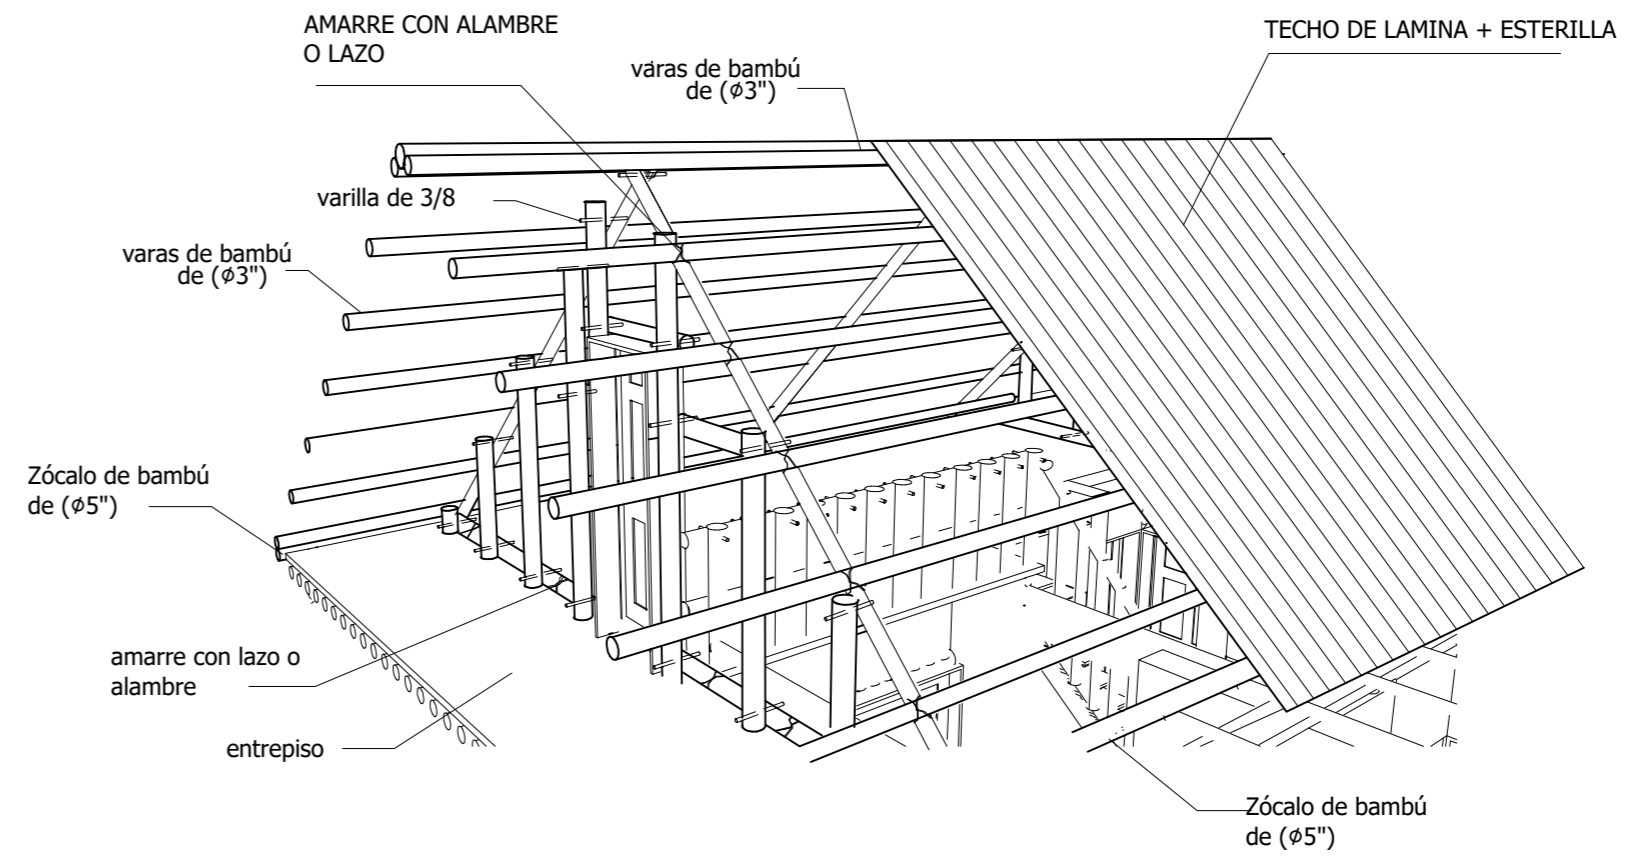 AMARRE CON ALAMBRE
O LAZO
TECHO DE LAMINA + ESTERILLA
varas de bambú
de (ϕ3")
varilla de 3/8
varas de bambú
de (ϕ3")
Zócalo de bambú
de (ϕ5")
amarre con lazo o
alambre
entrepiso
Zócalo de bambú
de (ϕ5")